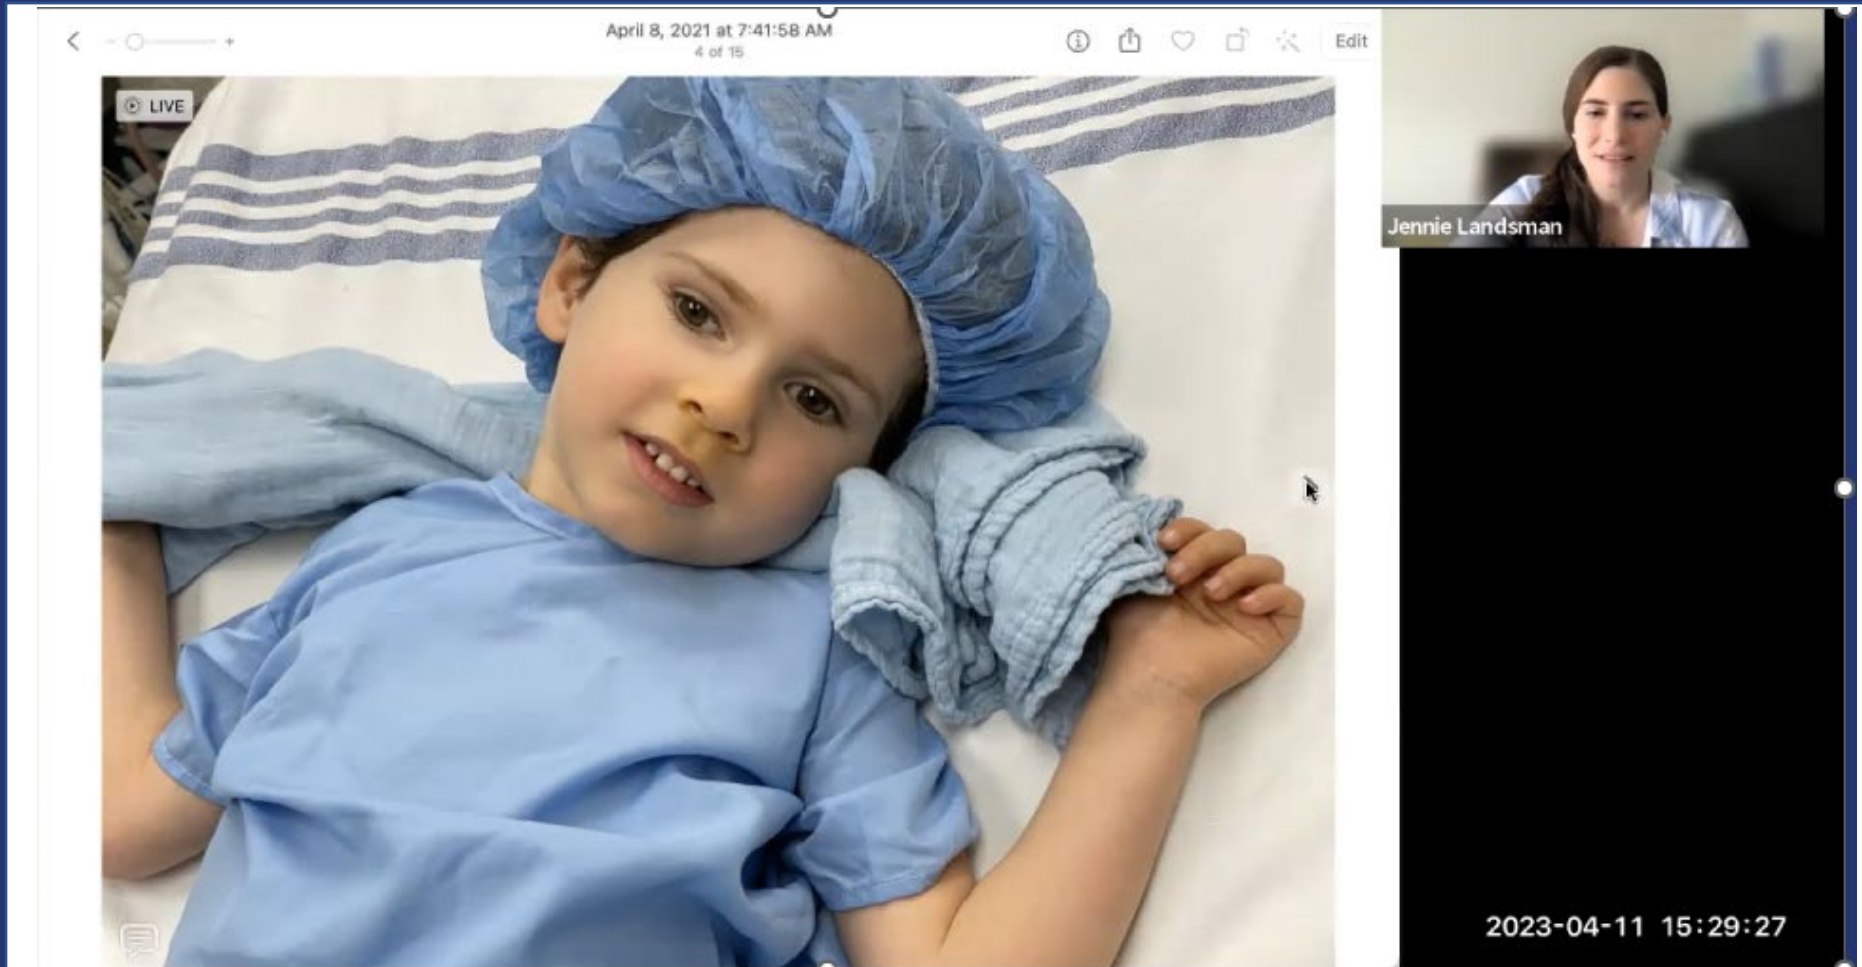 April 8, 2021 at 7:41:58 AM
4 of 15
Edit
LIVE
Jennie Landsman
2023-04-11 15:29:27